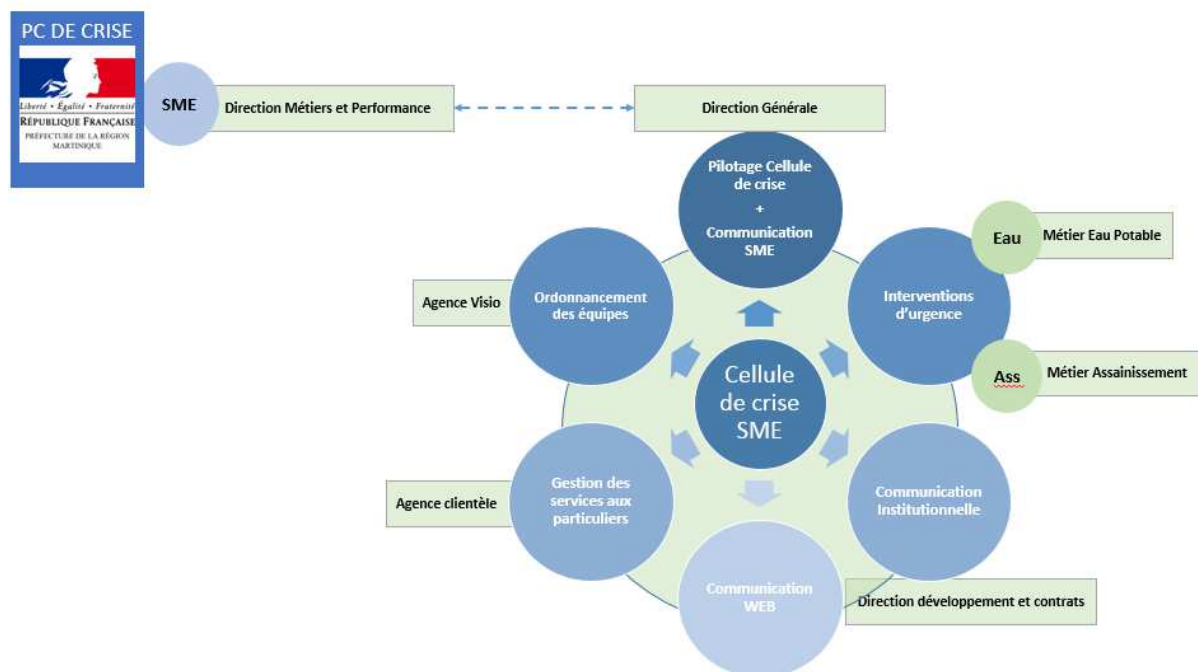 PC DE CRISE
Liberté • Égalité • Fraternité
RÉPUBLIQUE FRANÇAISE
PRÉFECTURE DE LA RÉGION
MARTINIQUE
SME
Direction Métiers et Performance
Direction Générale
Pilotage Cellule
de crise
+
Communication
SME
Eau
Métier Eau Potable
Agence Visio
Ordonnancement
des équipes
Interventions
d'urgence
Cellule
de crise
SME
Ass
Métier Assainissement
Agence clientèle
Gestion des
services aux
particuliers
Communication
Institutionnelle
Communication
WEB
Direction développement et contrats